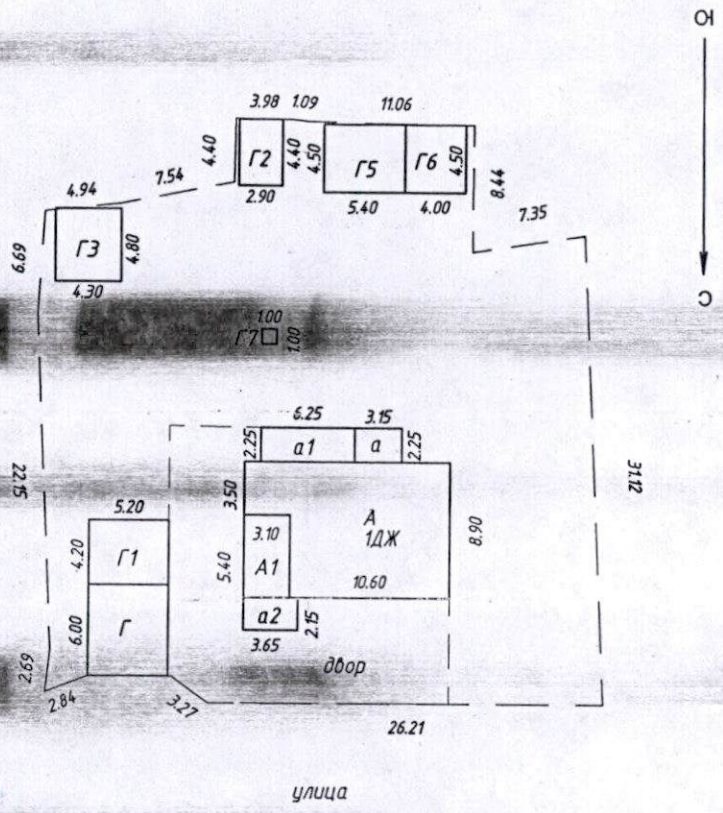 Ю
3.98 1.09 11.06
4.40 Г2 4.40 4.50 Г5 Г6 4.50
2.90 5.40 4.00
8.44
7.35
7.54
4.94
6.69 Г3 4.80
4.30
С
1.00
Г7 1.00
6.25 3.15
2.25 а1 а 2.25
22.15
31.12
3.50
А
1ДЖ
8.90
5.20
4.20 Г1
5.40 3.10
А1
10.60
6.00 Г
а2 2.15
3.65
2.69
2.84
3.27
двор
26.21
улица